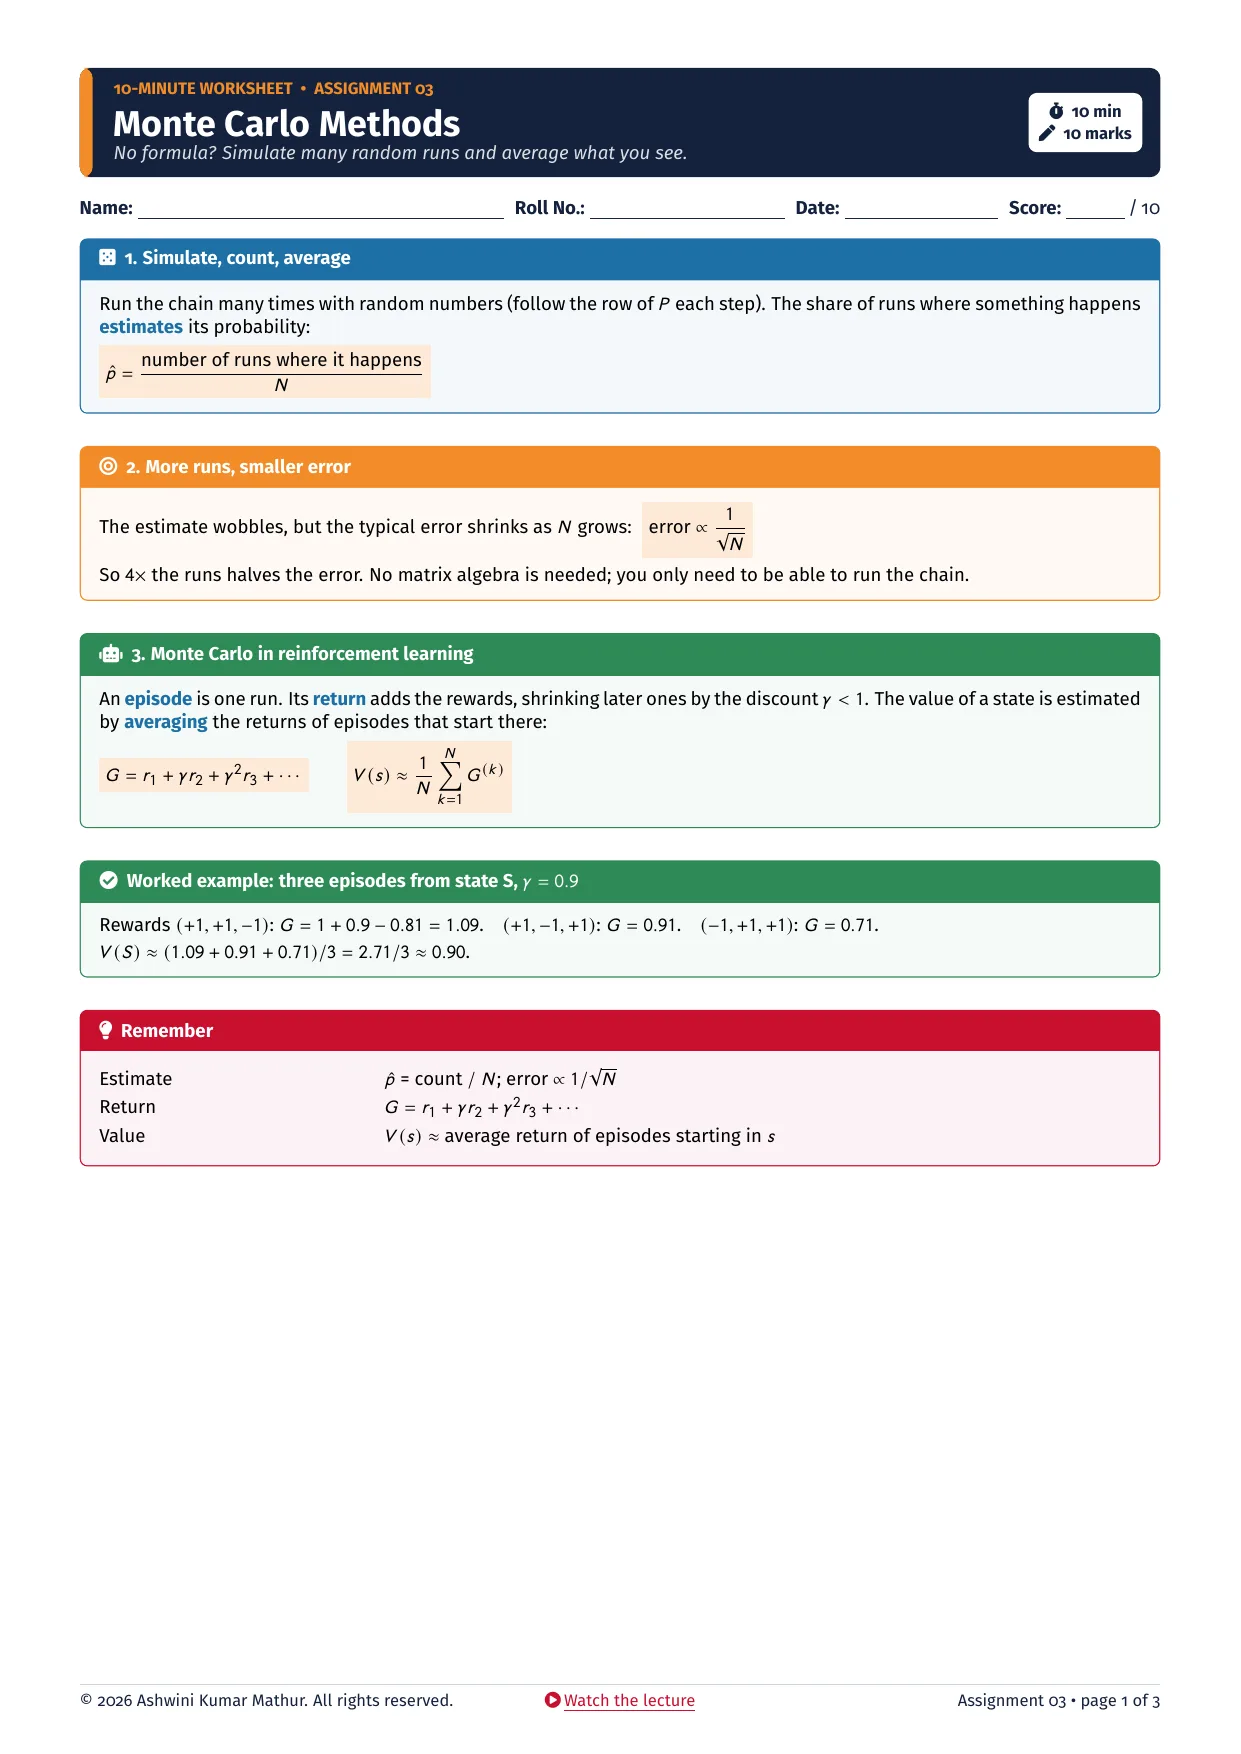 10-MINUTE WORKSHEET • ASSIGNMENT 03
Monte Carlo Methods
No formula? Simulate many random runs and average what you see.
10 min
10 marks
Name: Roll No.: Date: Score: / 10
1. Simulate, count, average
Run the chain many times with random numbers (follow the row of P each step). The share of runs where something happens
estimates its probability:
p̂ = number of runs where it happens / N
2. More runs, smaller error
The estimate wobbles, but the typical error shrinks as N grows: error ∝ 1/√N
So 4× the runs halves the error. No matrix algebra is needed; you only need to be able to run the chain.
3. Monte Carlo in reinforcement learning
An episode is one run. Its return adds the rewards, shrinking later ones by the discount γ < 1. The value of a state is estimated
by averaging the returns of episodes that start there:
G = r₁ + γr₂ + γ²r₃ + ⋯ V(s) ≈ 1/N ∑_{k=1}^{N} G^{(k)}
Worked example: three episodes from state S, γ = 0.9
Rewards (+1, +1, −1): G = 1 + 0.9 − 0.81 = 1.09. (+1, −1, +1): G = 0.91. (−1, +1, +1): G = 0.71.
V(S) ≈ (1.09 + 0.91 + 0.71)/3 = 2.71/3 ≈ 0.90.
Remember
Estimate p̂ = count / N; error ∝ 1/√N
Return G = r₁ + γr₂ + γ²r₃ + ⋯
Value V(s) ≈ average return of episodes starting in s
© 2026 Ashwini Kumar Mathur. All rights reserved. Watch the lecture Assignment 03 • page 1 of 3